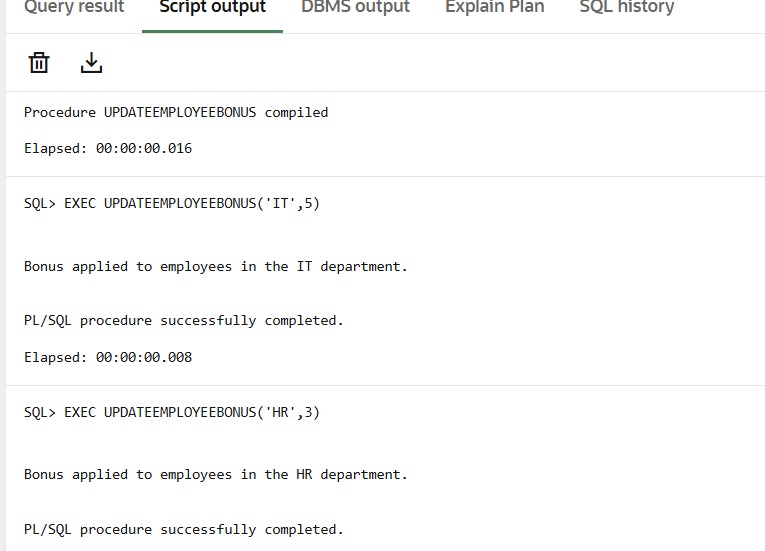 Query result Script output DBMS output Explain Plan SQL history
Procedure UPDATEEMPLOYEEBONUS compiled
Elapsed: 00:00:00.016
SQL> EXEC UPDATEEMPLOYEEBONUS('IT',5)
Bonus applied to employees in the IT department.
PL/SQL procedure successfully completed.
Elapsed: 00:00:00.008
SQL> EXEC UPDATEEMPLOYEEBONUS('HR',3)
Bonus applied to employees in the HR department.
PL/SQL procedure successfully completed.